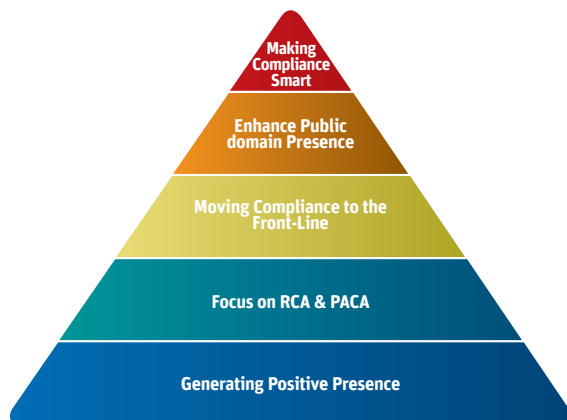 Making
Compliance
Smart
Enhance Public
domain Presence
Moving Compliance to the
Front-Line
Focus on RCA & PACA
Generating Positive Presence